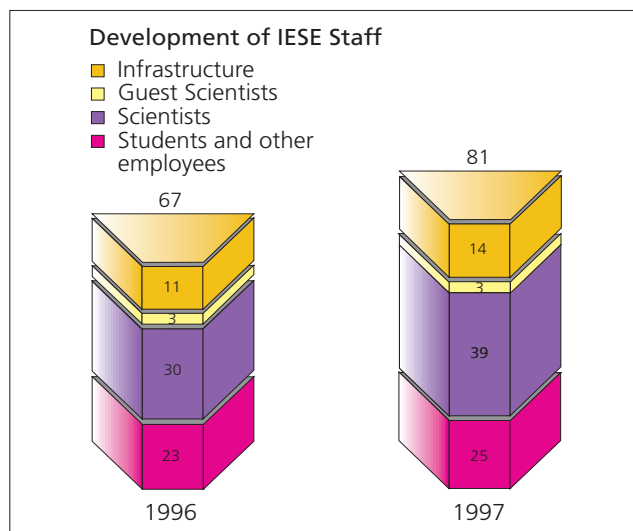 Development of IESE Staff
Infrastructure
Guest Scientists
Scientists
Students and other
employees
67
11
3
30
23
1996
81
14
3
39
25
1997